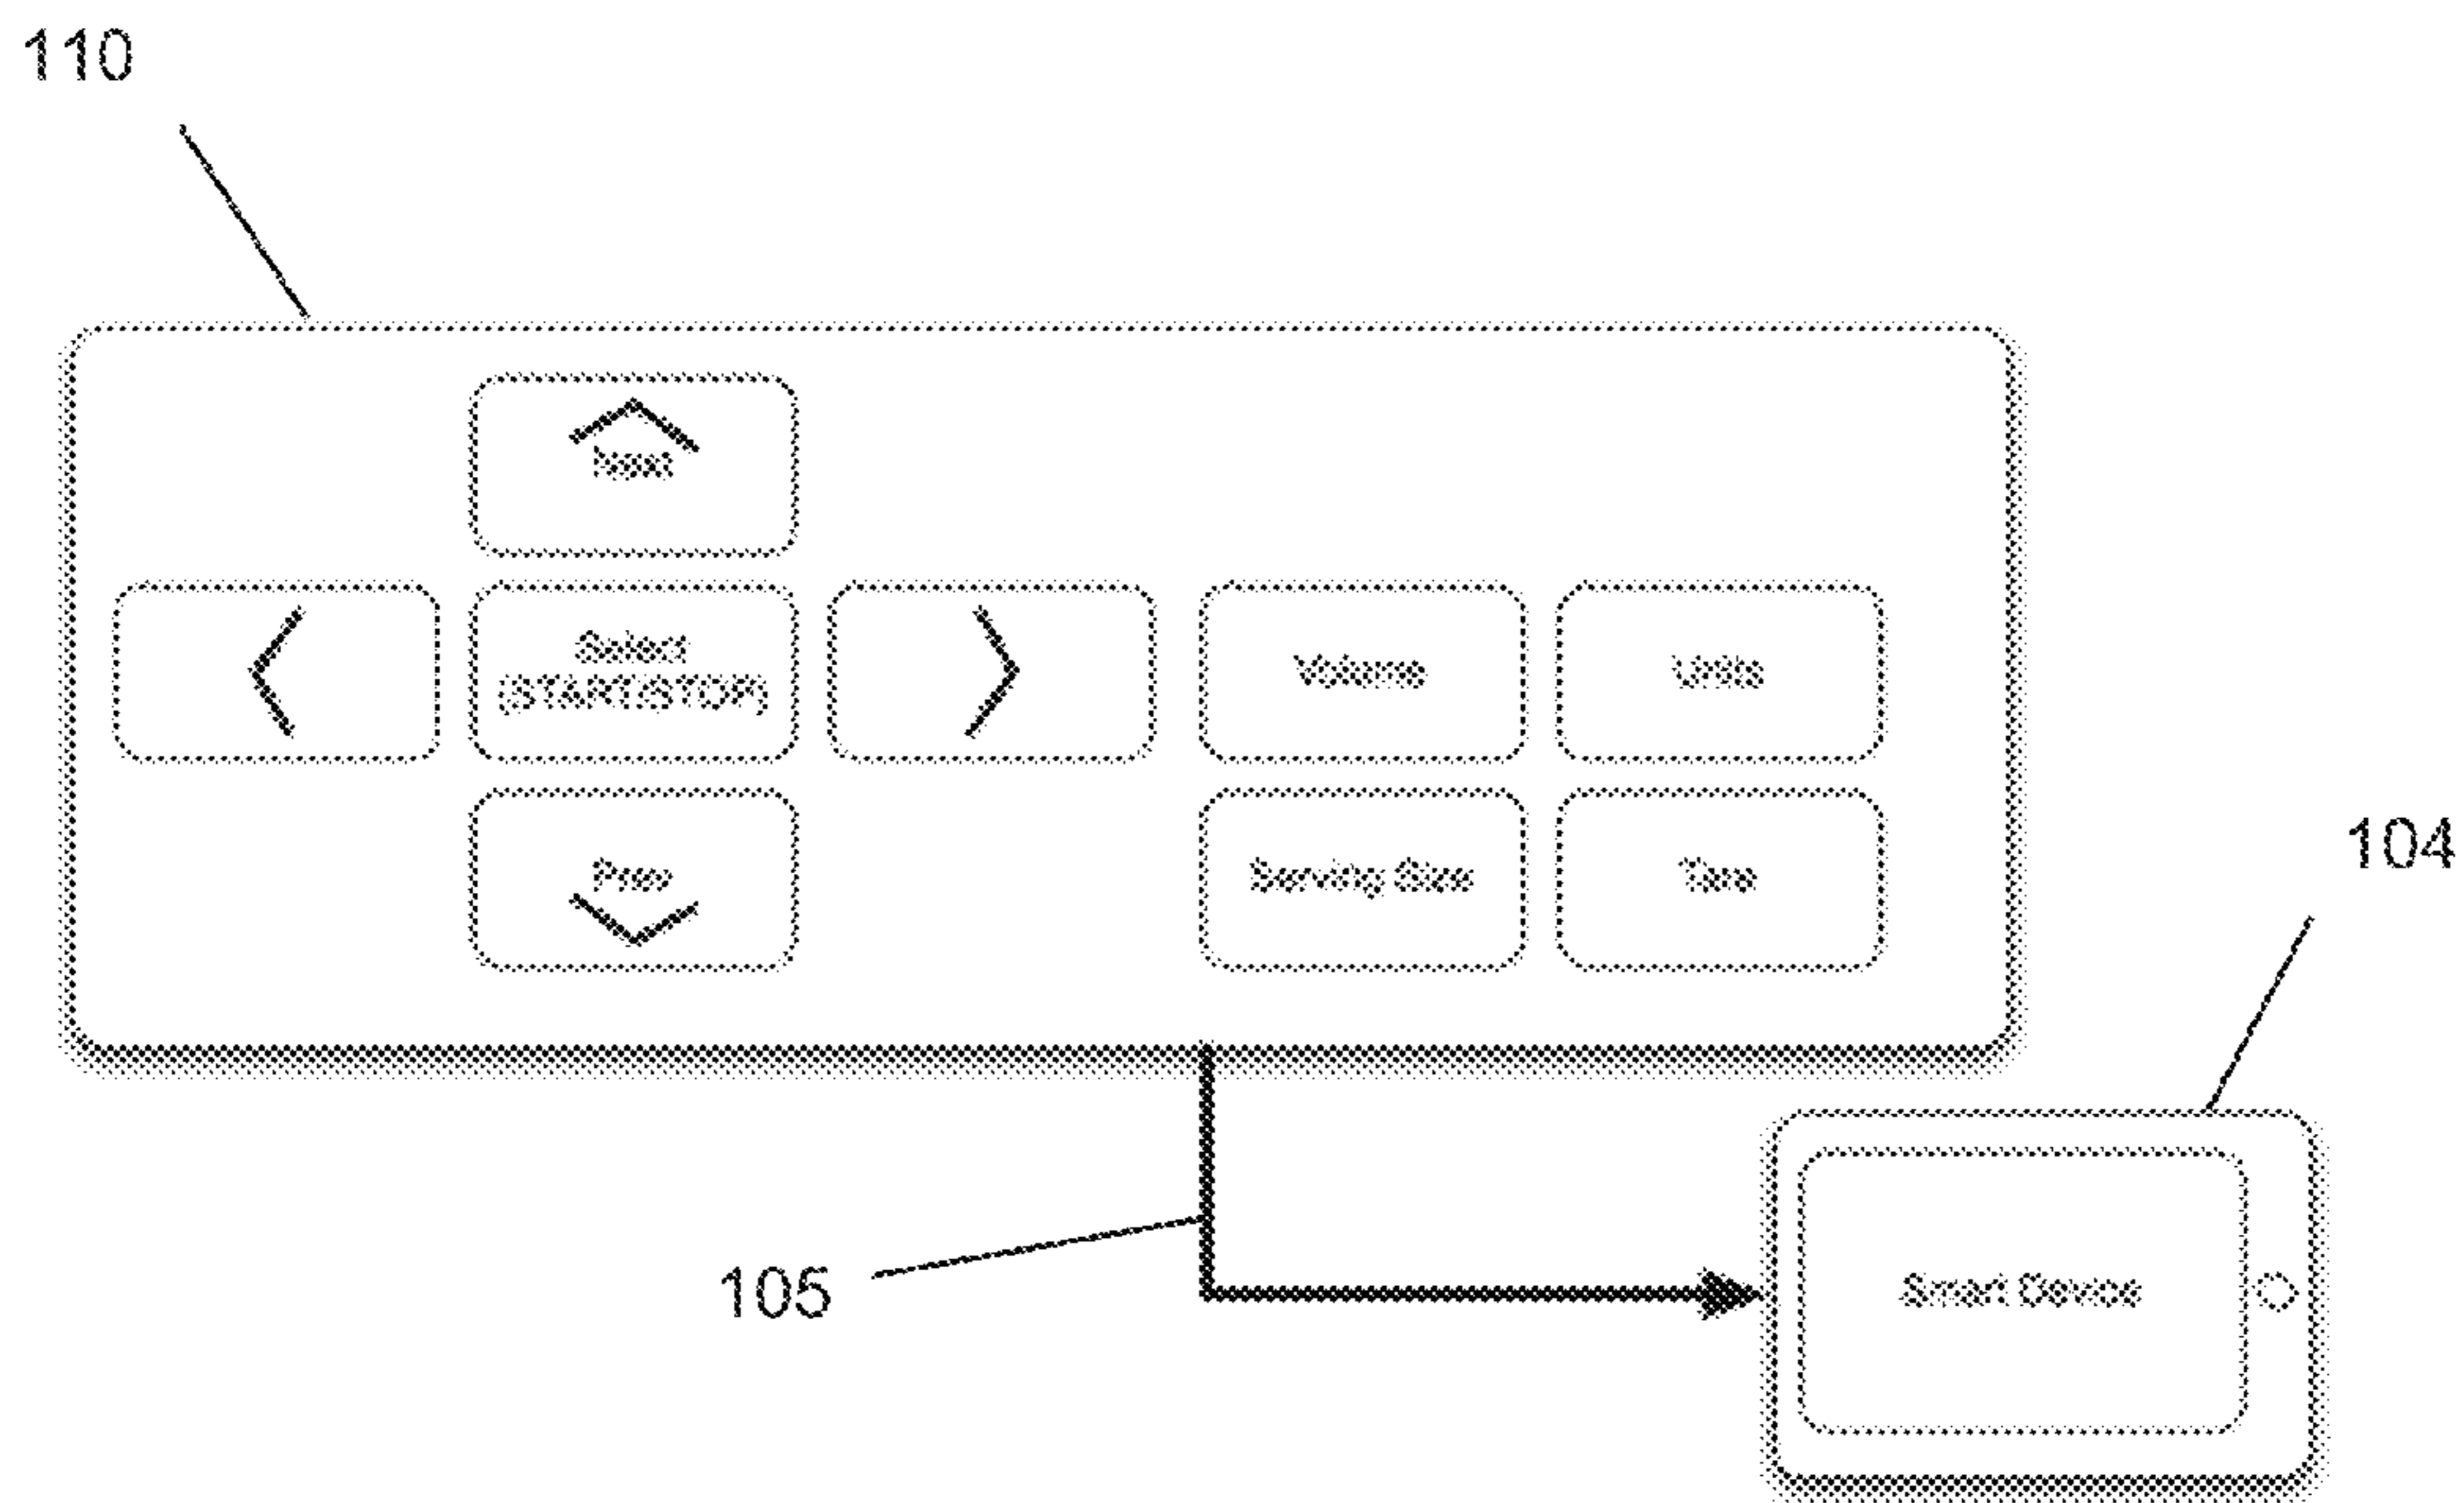 110
Next
Select
(START/STOP)
Volume
Units
Prev
Serving Size
Tare
104
105
Smart Device